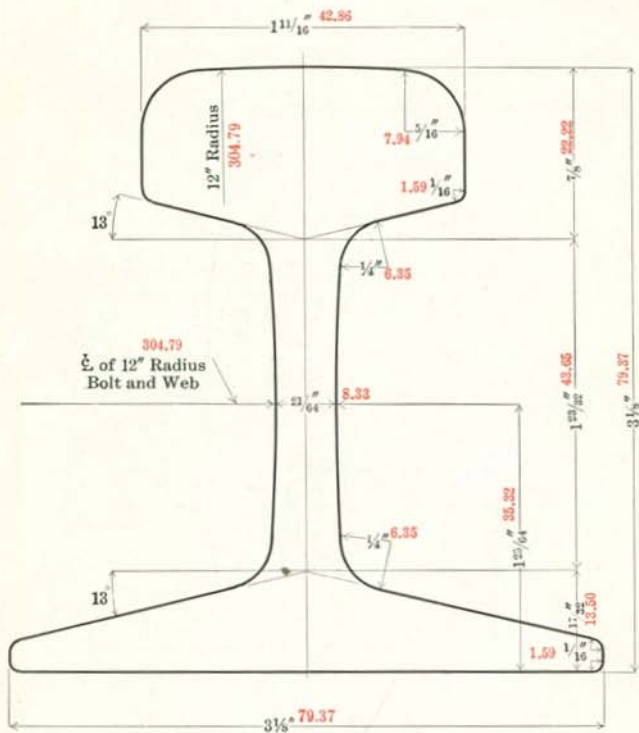 1 11/16" 42.86
12" Radius
304.79
7.94 5/16"
7/8" 22.22
1.59 1/16"
13°
1/4" 6.35
304.79
℄ of 12" Radius
Bolt and Web
21/64 8.33
1 23/32" 43.65
3 1/8" 79.37
1 25/64" 35.32
1/4" 6.35
13°
17/32" 13.50
1.59 1/16"
3 1/8" 79.37